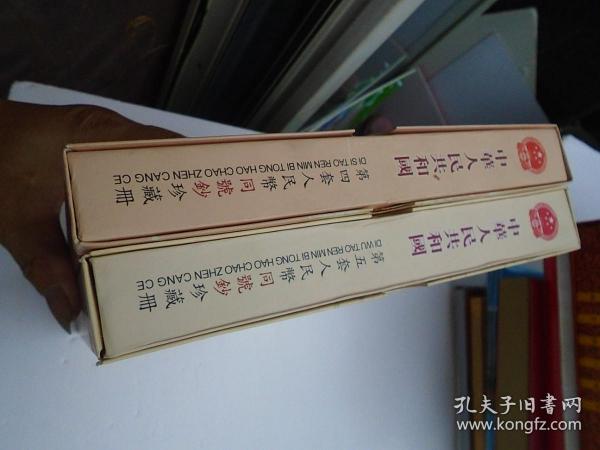 中華人民共和國
第四套人民幣同號鈔珍藏冊
DI SI TAO REN MIN BI TONG HAO CHAO ZHEN CANG CE
中華人民共和國
第五套人民幣同號鈔珍藏冊
DI WU TAO REN MIN BI TONG HAO CHAO ZHEN CANG CE
孔夫子旧书网
www.kongfz.com